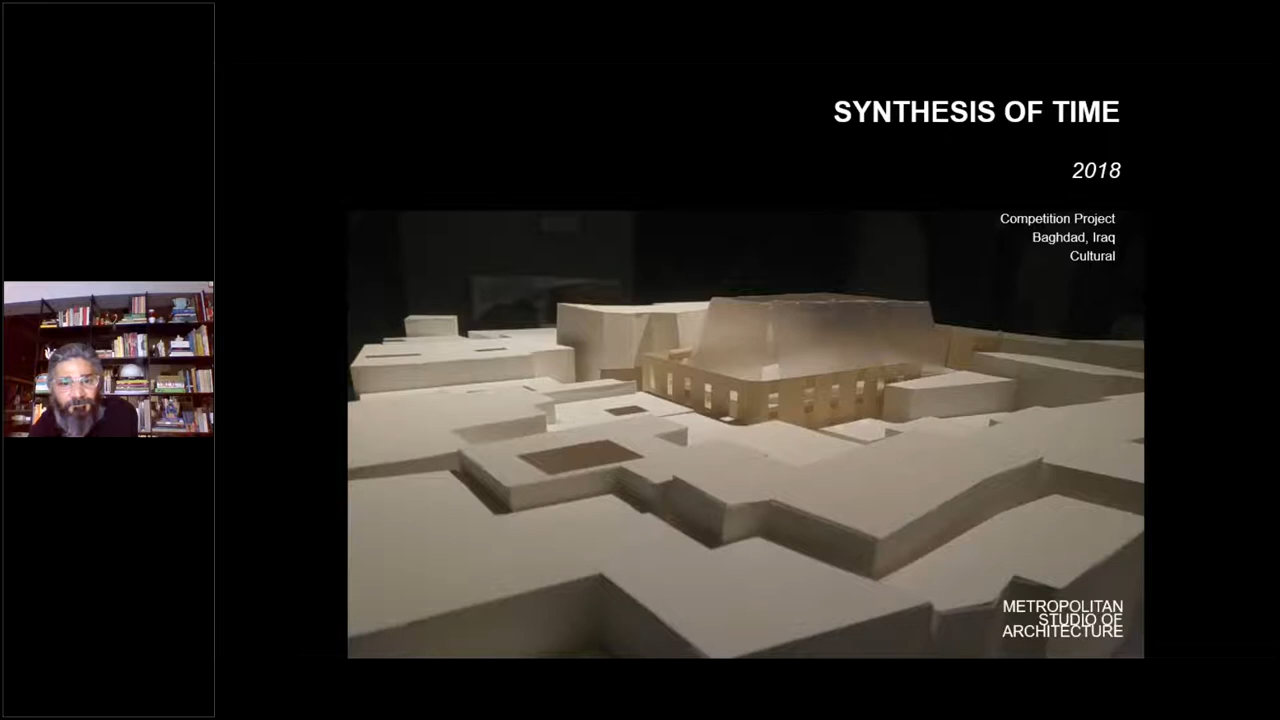 SYNTHESIS OF TIME
2018
Competition Project
Baghdad, Iraq
Cultural
METROPOLITAN
STUDIO OF
ARCHITECTURE